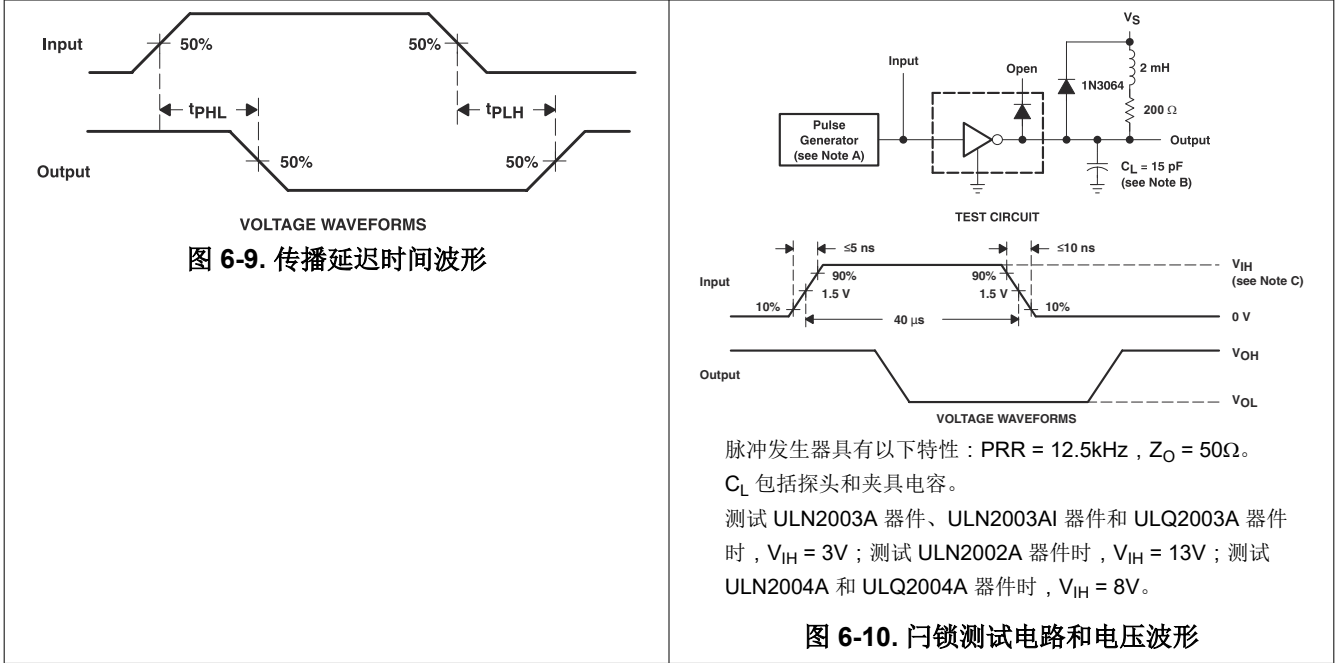 Input
50%
50%
tPHL
tPLH
Output
50%
50%
VOLTAGE WAVEFORMS
图 6-9. 传播延迟时间波形
VS
Input
Open
1N3064
2 mH
200 Ω
Pulse
Generator
(see Note A)
Output
CL = 15 pF
(see Note B)
TEST CIRCUIT
≤5 ns
≤10 ns
Input
90%
90%
1.5 V
1.5 V
10%
10%
40 μs
VIH
(see Note C)
0 V
VOH
Output
VOL
VOLTAGE WAVEFORMS
脉冲发生器具有以下特性：PRR = 12.5kHz，ZO = 50Ω。
CL 包括探头和夹具电容。
测试 ULN2003A 器件、ULN2003AI 器件和 ULQ2003A 器件
时，VIH = 3V；测试 ULN2002A 器件时，VIH = 13V；测试
ULN2004A 和 ULQ2004A 器件时，VIH = 8V。
图 6-10. 闩锁测试电路和电压波形